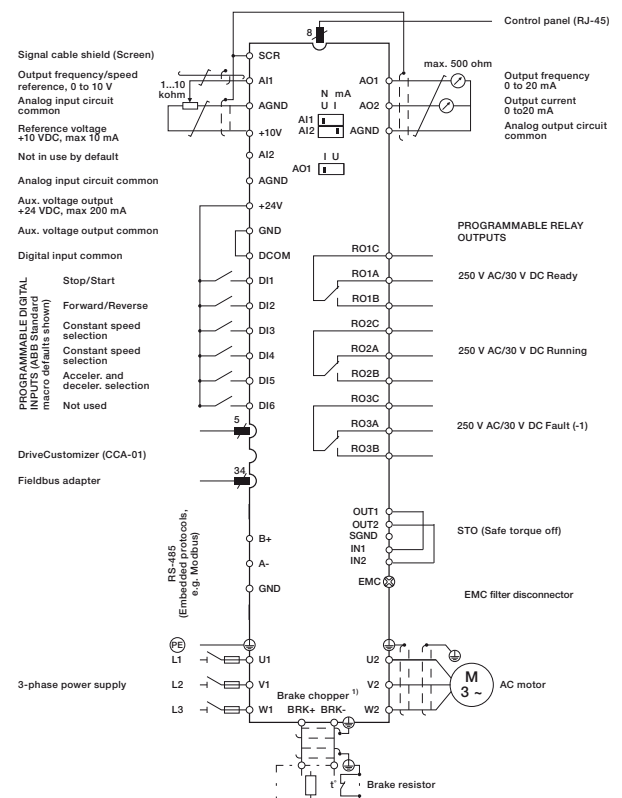 Control panel (RJ-45)
8
Signal cable shield (Screen)
SCR
max. 500 ohm
Output frequency/speed
reference, 0 to 10 V
1...10
kohm
AI1
AO1
Output frequency
0 to 20 mA
Analog input circuit
common
AGND
N mA
U I
AI1
AI2
AO2
Output current
0 to20 mA
Reference voltage
+10 VDC, max 10 mA
+10V
AGND
Analog output circuit
common
Not in use by default
AI2
I U
AO1
Analog input circuit common
AGND
Aux. voltage output
+24 VDC, max 200 mA
+24V
Aux. voltage output common
GND
PROGRAMMABLE RELAY
OUTPUTS
Digital input common
DCOM
RO1C
PROGRAMMABLE DIGITAL
INPUTS (ABB Standard
macro defaults shown)
Stop/Start
DI1
RO1A
250 V AC/30 V DC Ready
Forward/Reverse
DI2
RO1B
Constant speed
selection
DI3
RO2C
Constant speed
selection
DI4
RO2A
250 V AC/30 V DC Running
Acceler. and
deceler. selection
DI5
RO2B
Not used
DI6
RO3C
5
RO3A
250 V AC/30 V DC Fault (-1)
DriveCustomizer (CCA-01)
RO3B
34
Fieldbus adapter
RS-485
(Embedded protocols,
e.g. Modbus)
B+
A-
GND
OUT1
OUT2
SGND
IN1
IN2
STO (Safe torque off)
EMC
EMC filter disconnector
PE
L1
U1
U2
3-phase power supply
L2
V1
V2
M
3 ~
AC motor
L3
W1
W2
Brake chopper 1)
BRK+ BRK-
t°
Brake resistor